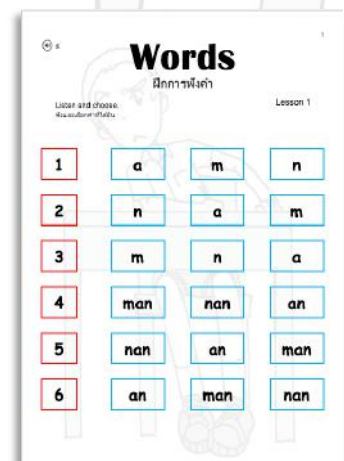 1
Words
ฝึกการฟังคำ
Listen and choose.
Lesson 1
1 a m n
2 n a m
3 m n a
4 man nan an
5 nan an man
6 an man nan